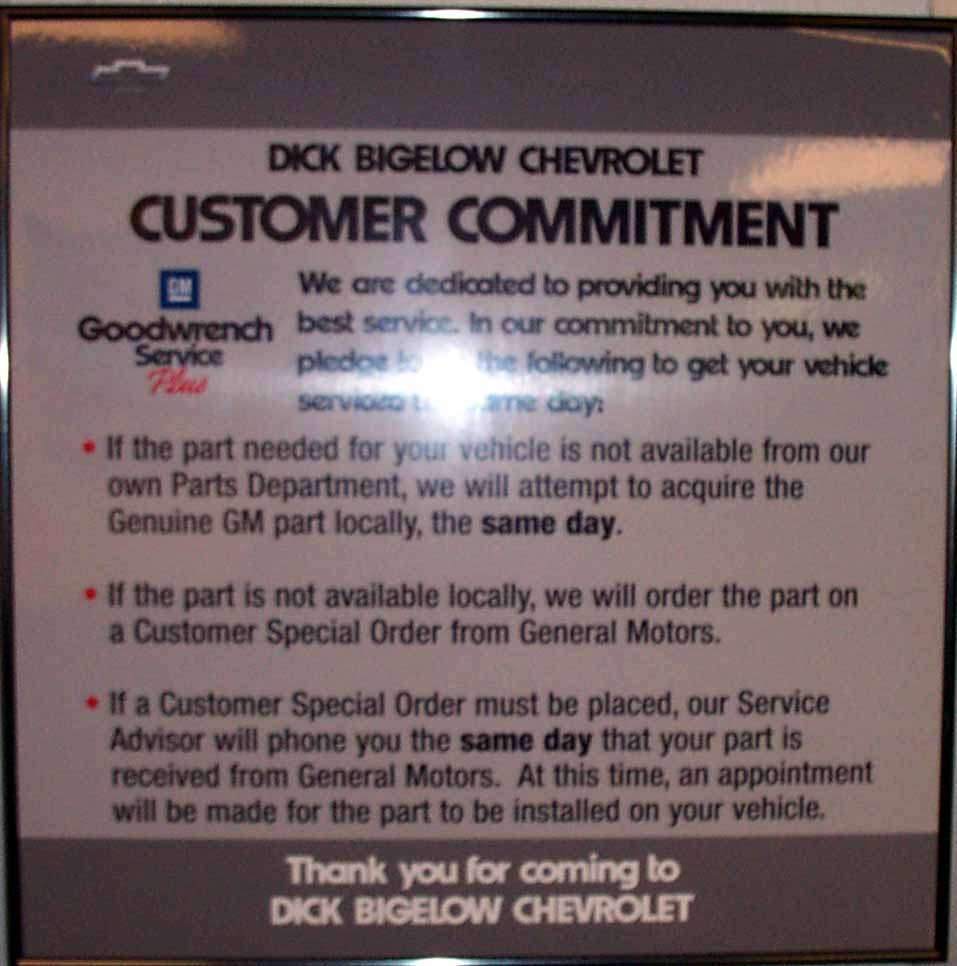 DICK BIGELOW CHEVROLET
CUSTOMER COMMITMENT
GM
Goodwrench
Service
Plus
We are dedicated to providing you with the
best service. In our commitment to you, we
pledge to the following to get your vehicle
same day:
• If the part needed for your vehicle is not available from our
own Parts Department, we will attempt to acquire the
Genuine GM part locally, the same day.
• If the part is not available locally, we will order the part on
a Customer Special Order from General Motors.
• If a Customer Special Order must be placed, our Service
Advisor will phone you the same day that your part is
received from General Motors. At this time, an appointment
will be made for the part to be installed on your vehicle.
Thank you for coming to
DICK BIGELOW CHEVROLET